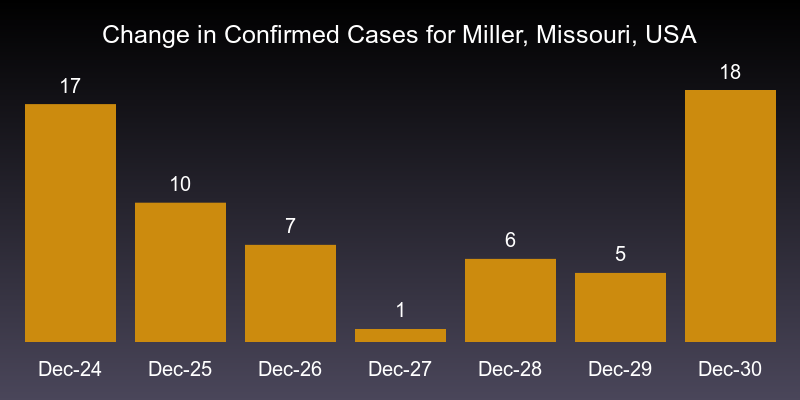 Change in Confirmed Cases for Miller, Missouri, USA
17
10
7
1
6
5
18
Dec-24
Dec-25
Dec-26
Dec-27
Dec-28
Dec-29
Dec-30